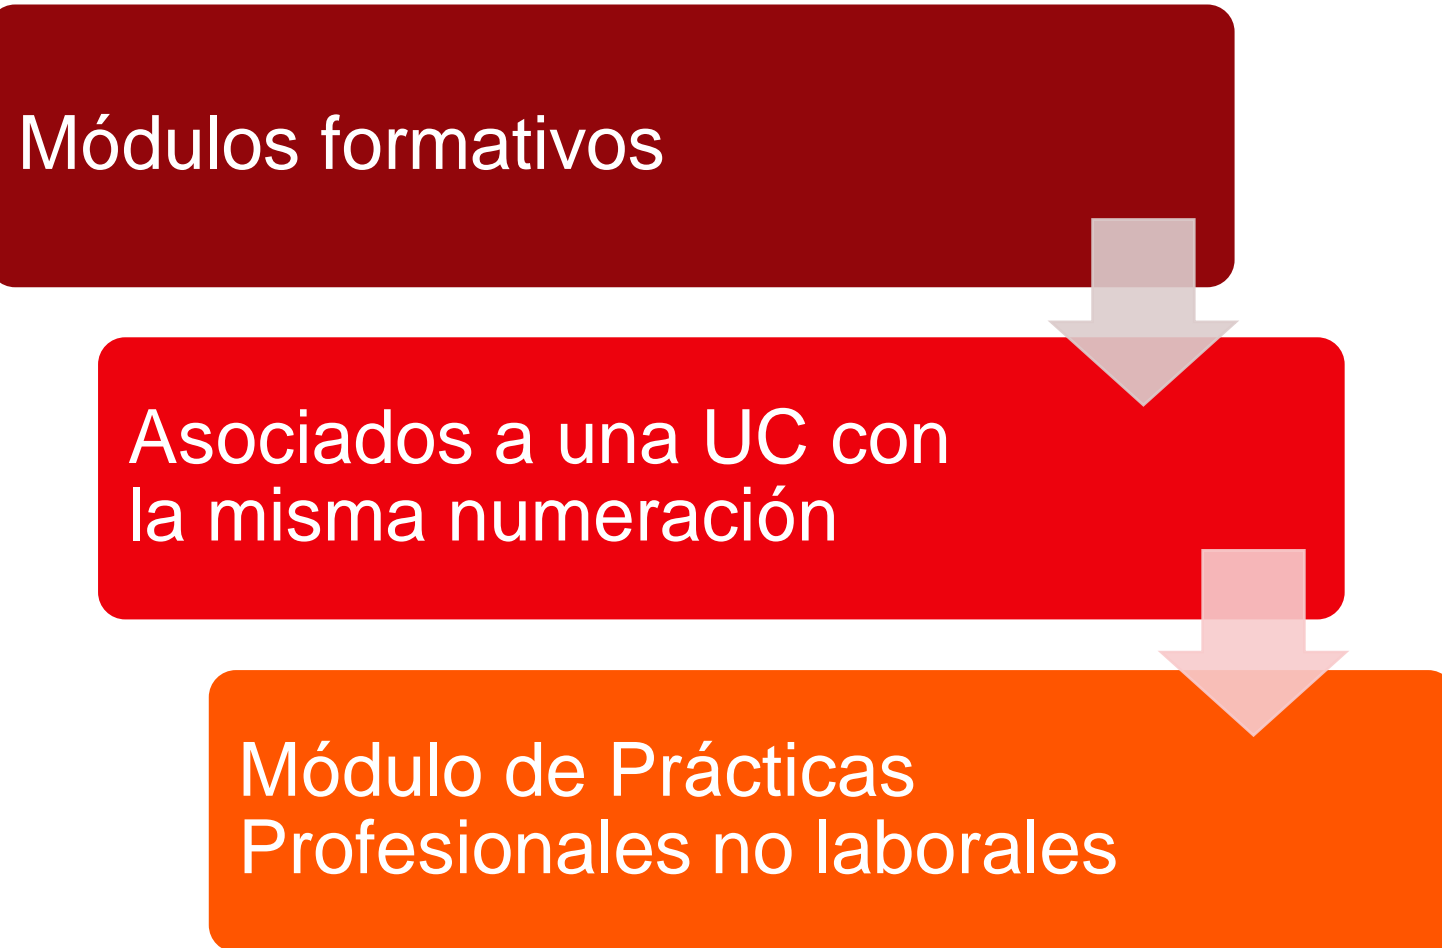 Módulos formativos
Asociados a una UC con
la misma numeración
Módulo de Prácticas
Profesionales no laborales